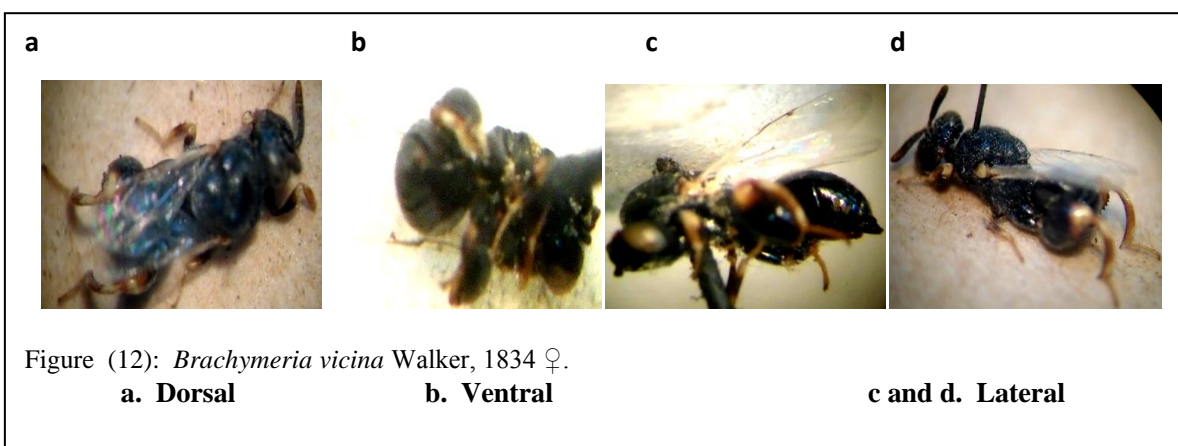 a b c d
Figure (12): Brachymeria vicina Walker, 1834 ♀.
a. Dorsal b. Ventral c and d. Lateral